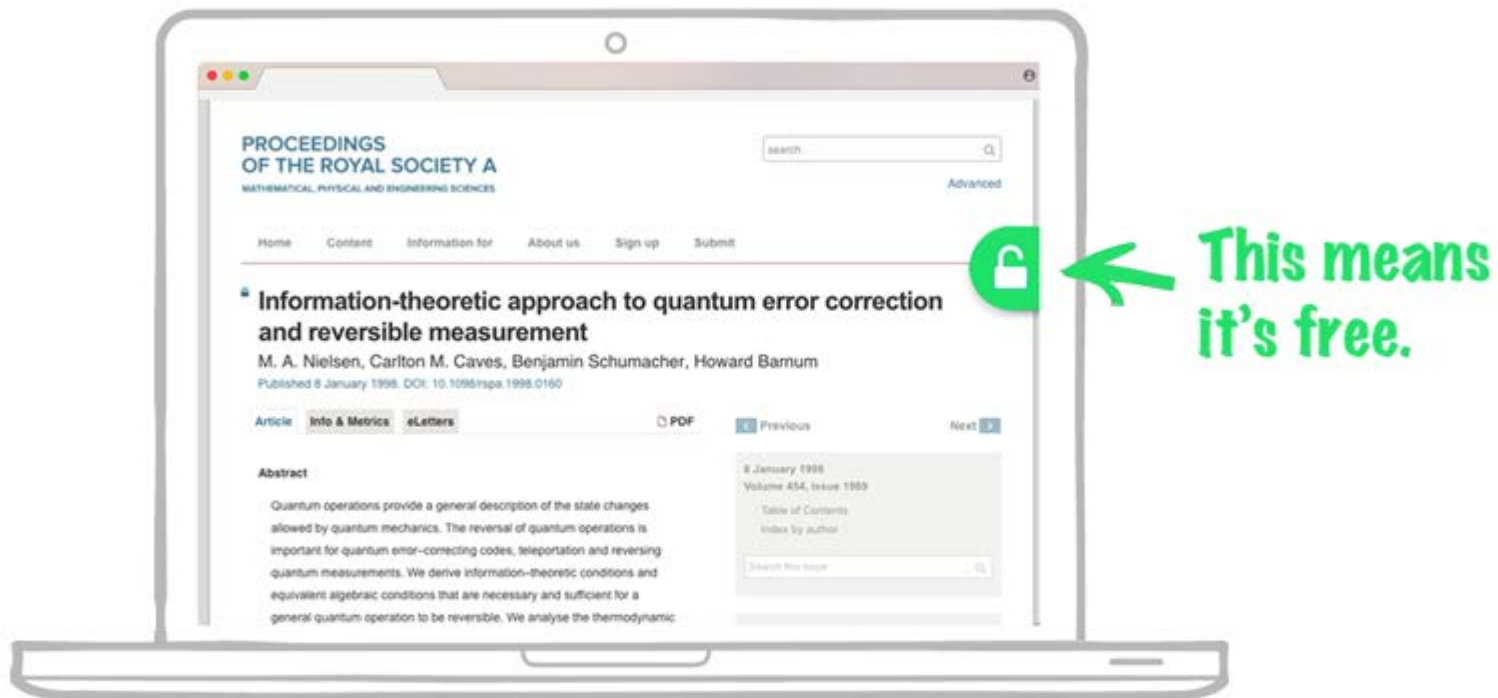 PROCEEDINGS
OF THE ROYAL SOCIETY A
MATHEMATICAL, PHYSICAL AND ENGINEERING SCIENCES
search
Advanced
Home Content Information for About us Sign up Submit
Information-theoretic approach to quantum error correction
and reversible measurement
M. A. Nielsen, Carlton M. Caves, Benjamin Schumacher, Howard Barnum
Published 8 January 1998. DOI: 10.1098/rspa.1998.0160
Article Info & Metrics eLetters PDF
Previous Next
Abstract
Quantum operations provide a general description of the state changes
allowed by quantum mechanics. The reversal of quantum operations is
important for quantum error–correcting codes, teleportation and reversing
quantum measurements. We derive information–theoretic conditions and
equivalent algebraic conditions that are necessary and sufficient for a
general quantum operation to be reversible. We analyse the thermodynamic
8 January 1998
Volume 454, Issue 1969
Table of Contents
Index by author
Search this issue
This means
it's free.